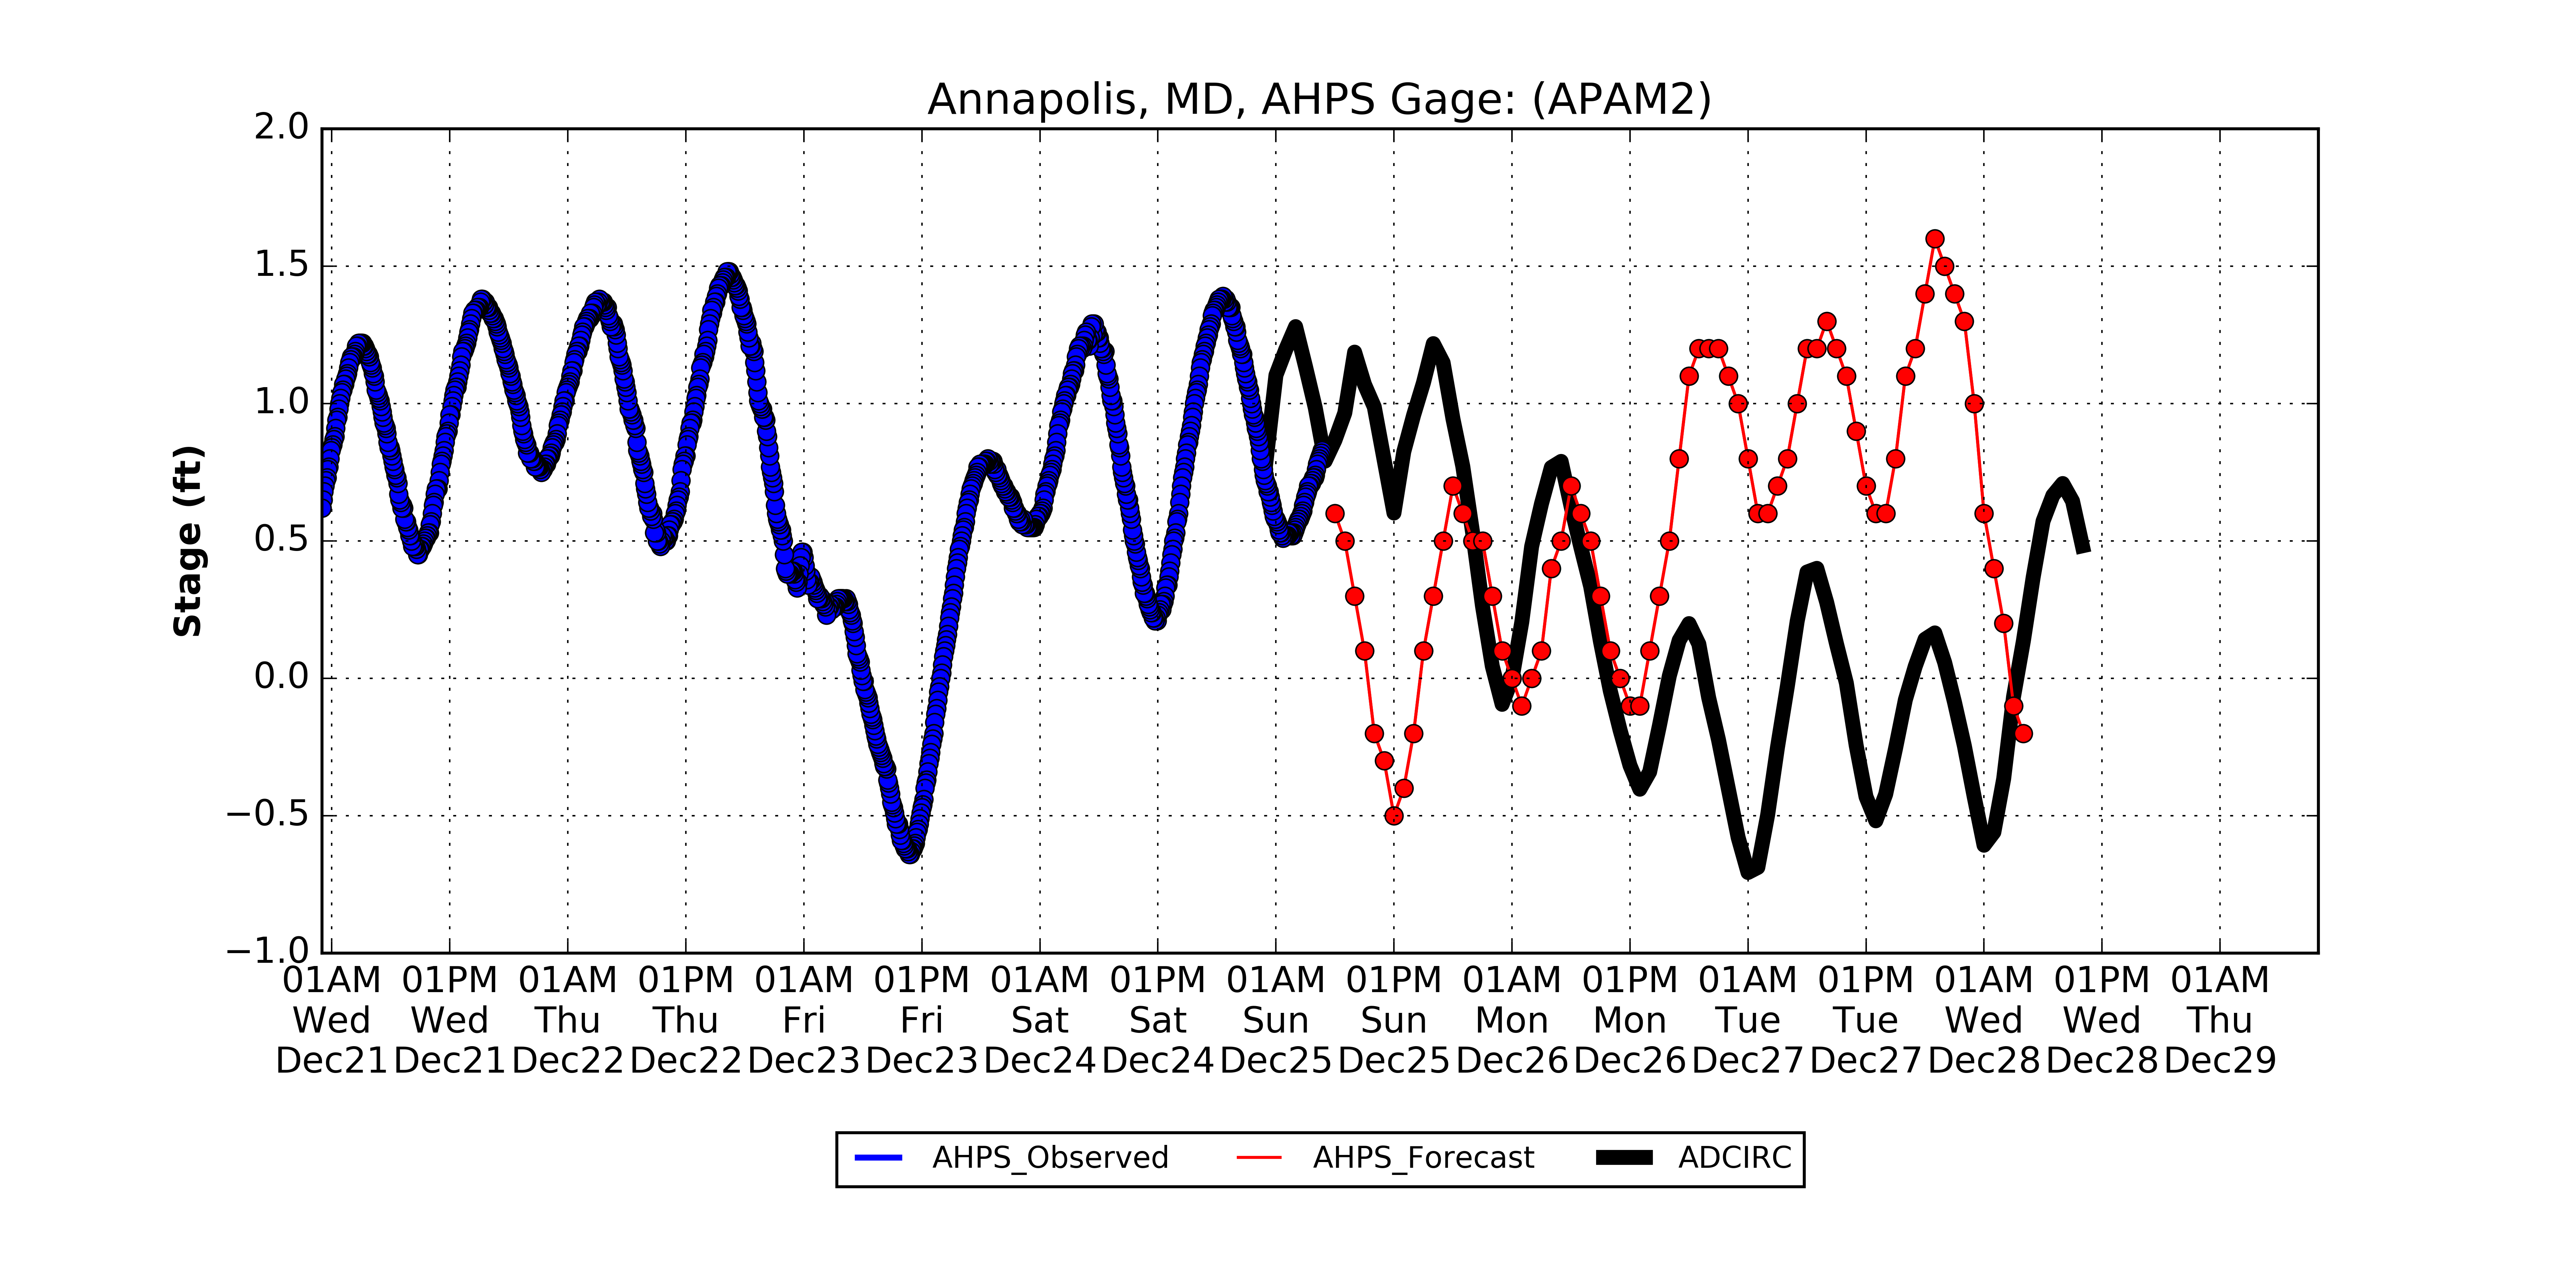 Annapolis, MD, AHPS Gage: (APAM2)
Stage (ft)
2.0
1.5
1.0
0.5
0.0
−0.5
−1.0
01AM 01PM 01AM 01PM 01AM 01PM 01AM 01PM 01AM 01PM 01AM 01PM 01AM 01PM 01AM 01PM 01AM
Wed Wed Thu Thu Fri Fri Sat Sat Sun Sun Mon Mon Tue Tue Wed Wed Thu
Dec21 Dec21 Dec22 Dec22 Dec23 Dec23 Dec24 Dec24 Dec25 Dec25 Dec26 Dec26 Dec27 Dec27 Dec28 Dec28 Dec29
AHPS_Observed AHPS_Forecast ADCIRC